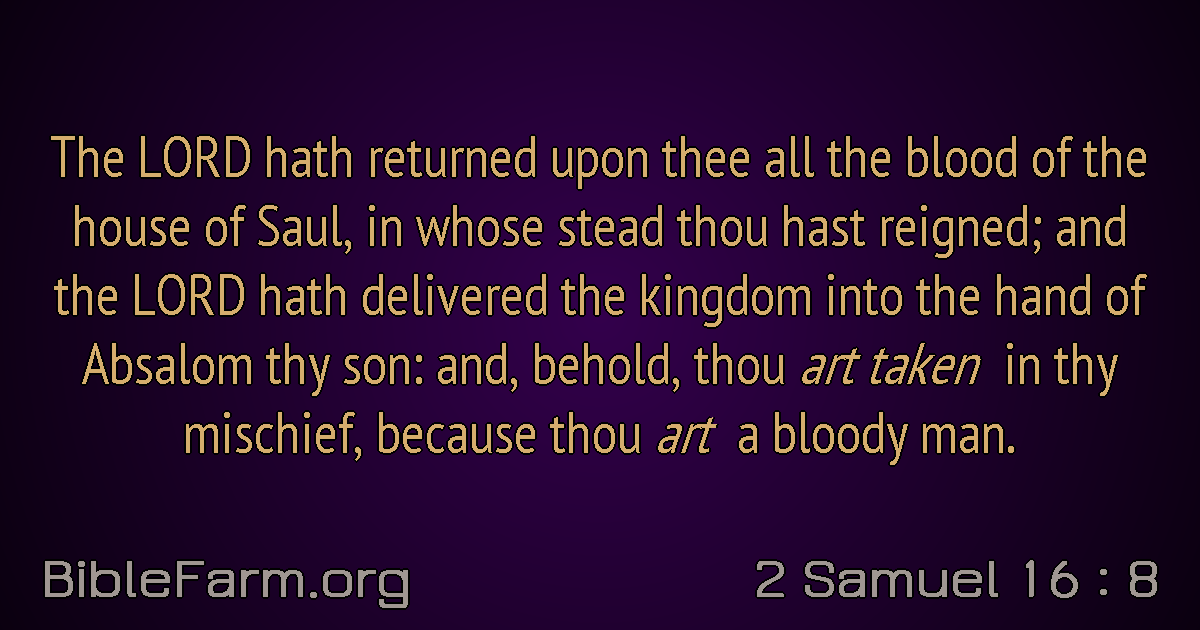 The LORD hath returned upon thee all the blood of the
house of Saul, in whose stead thou hast reigned; and
the LORD hath delivered the kingdom into the hand of
Absalom thy son: and, behold, thou art taken in thy
mischief, because thou art a bloody man.
BibleFarm.org
2 Samuel 16 : 8